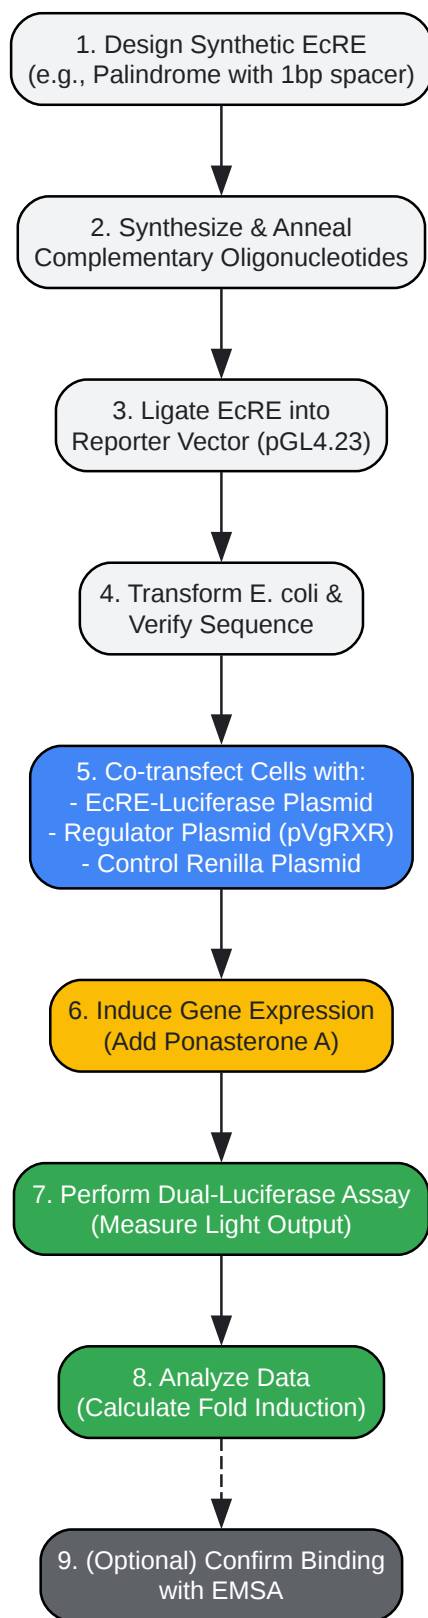 1. Design Synthetic EcRE
(e.g., Palindrome with 1bp spacer)
2. Synthesize & Anneal
Complementary Oligonucleotides
3. Ligate EcRE into
Reporter Vector (pGL4.23)
4. Transform E. coli &
Verify Sequence
5. Co-transfect Cells with:
- EcRE-Luciferase Plasmid
- Regulator Plasmid (pVgRXR)
- Control Renilla Plasmid
6. Induce Gene Expression
(Add Ponasterone A)
7. Perform Dual-Luciferase Assay
(Measure Light Output)
8. Analyze Data
(Calculate Fold Induction)
9. (Optional) Confirm Binding
with EMSA